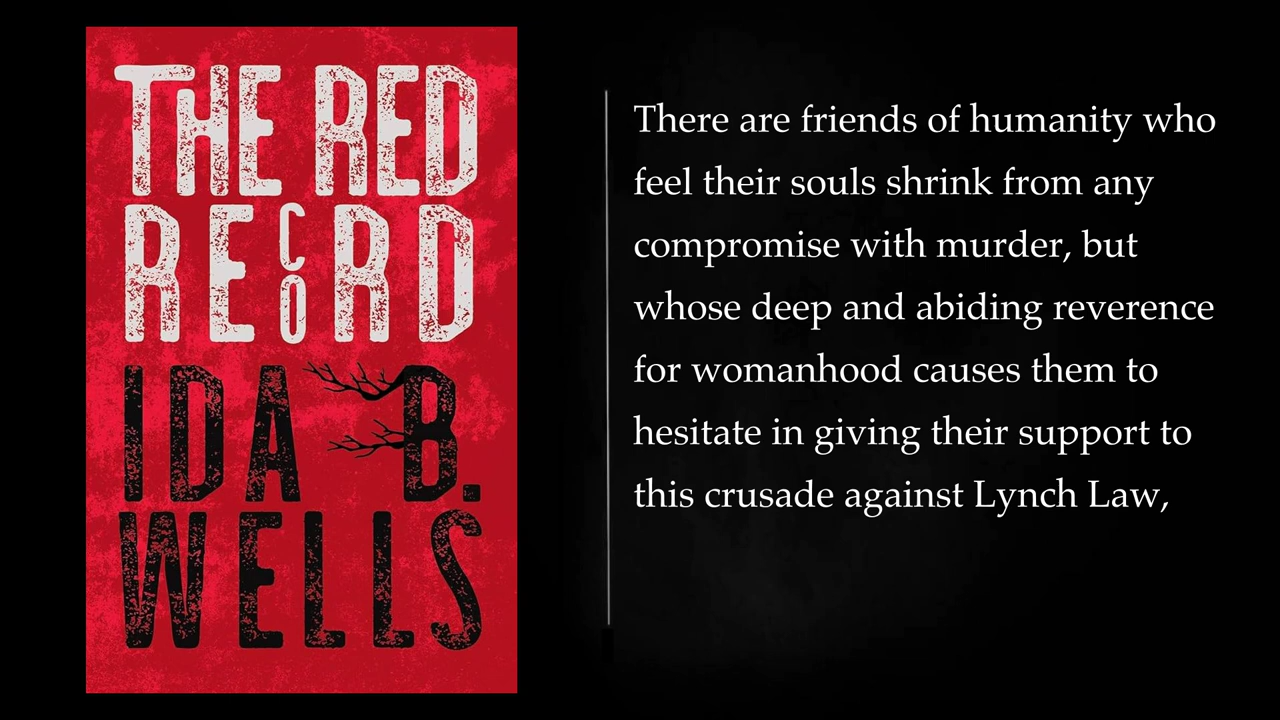 THE RED
RECORD
IDA B.
WELLS
There are friends of humanity who
feel their souls shrink from any
compromise with murder, but
whose deep and abiding reverence
for womanhood causes them to
hesitate in giving their support to
this crusade against Lynch Law,